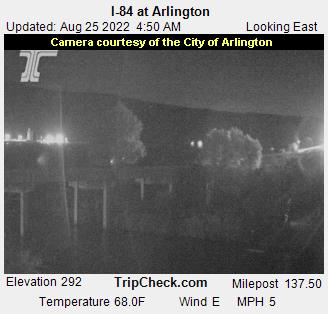 I-84 at Arlington
Updated: Aug 25 2022 4:50 AM Looking East
Camera courtesy of the City of Arlington
Elevation 292 TripCheck.com Milepost 137.50
Temperature 68.0F Wind E MPH 5